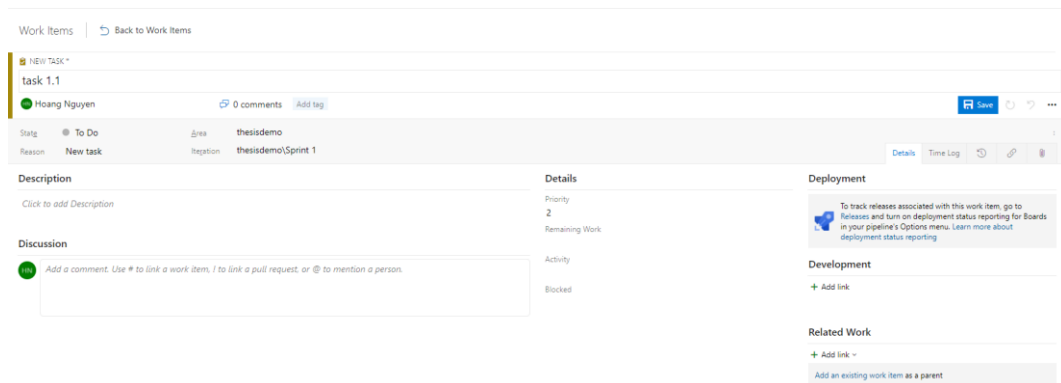 Work Items Back to Work Items
NEW TASK *
task 1.1
HN Hoang Nguyen 0 comments Add tag Save
State To Do Area thesisdemo
Reason New task Iteration thesisdemo\Sprint 1
Details Time Log
Description
Click to add Description
Discussion
HN Add a comment. Use # to link a work item, ! to link a pull request, or @ to mention a person.
Details
Priority
2
Remaining Work
Activity
Blocked
Deployment
To track releases associated with this work item, go to
Releases and turn on deployment status reporting for Boards
in your pipeline's Options menu. Learn more about
deployment status reporting
Development
+ Add link
Related Work
+ Add link
Add an existing work item as a parent